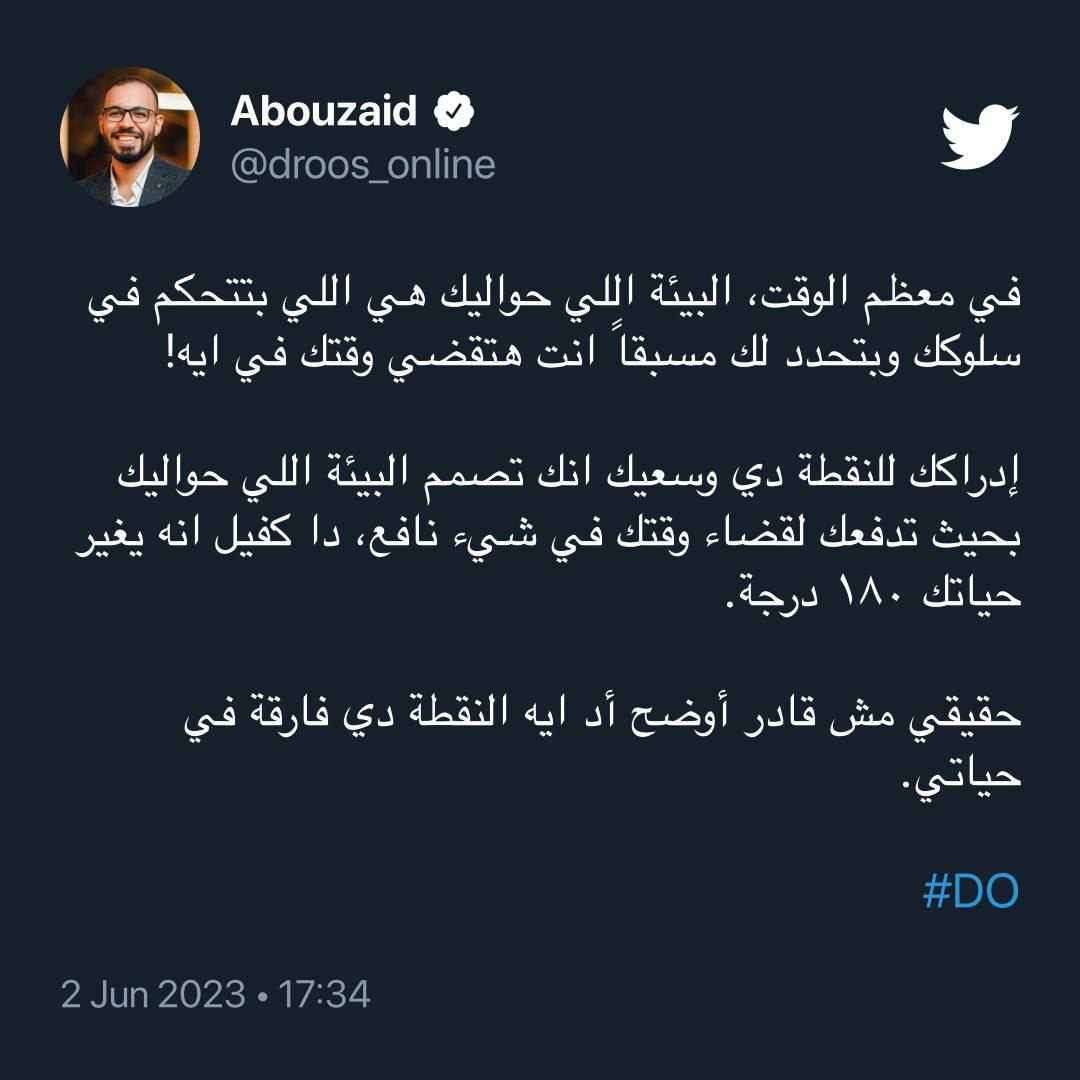 Abouzaid
@droos_online
في معظم الوقت، البيئة اللي حواليك هي اللي بتتحكم في
سلوكك وبتحدد لك مسبقاً انت هتقضي وقتك في ايه!
إدراكك للنقطة دي وسعيك انك تصمم البيئة اللي حواليك
بحيث تدفعك لقضاء وقتك في شيء نافع، دا كفيل انه يغير
حياتك ١٨٠ درجة.
حقيقي مش قادر أوضح أد ايه النقطة دي فارقة في
حياتي.
#DO
2 Jun 2023 • 17:34